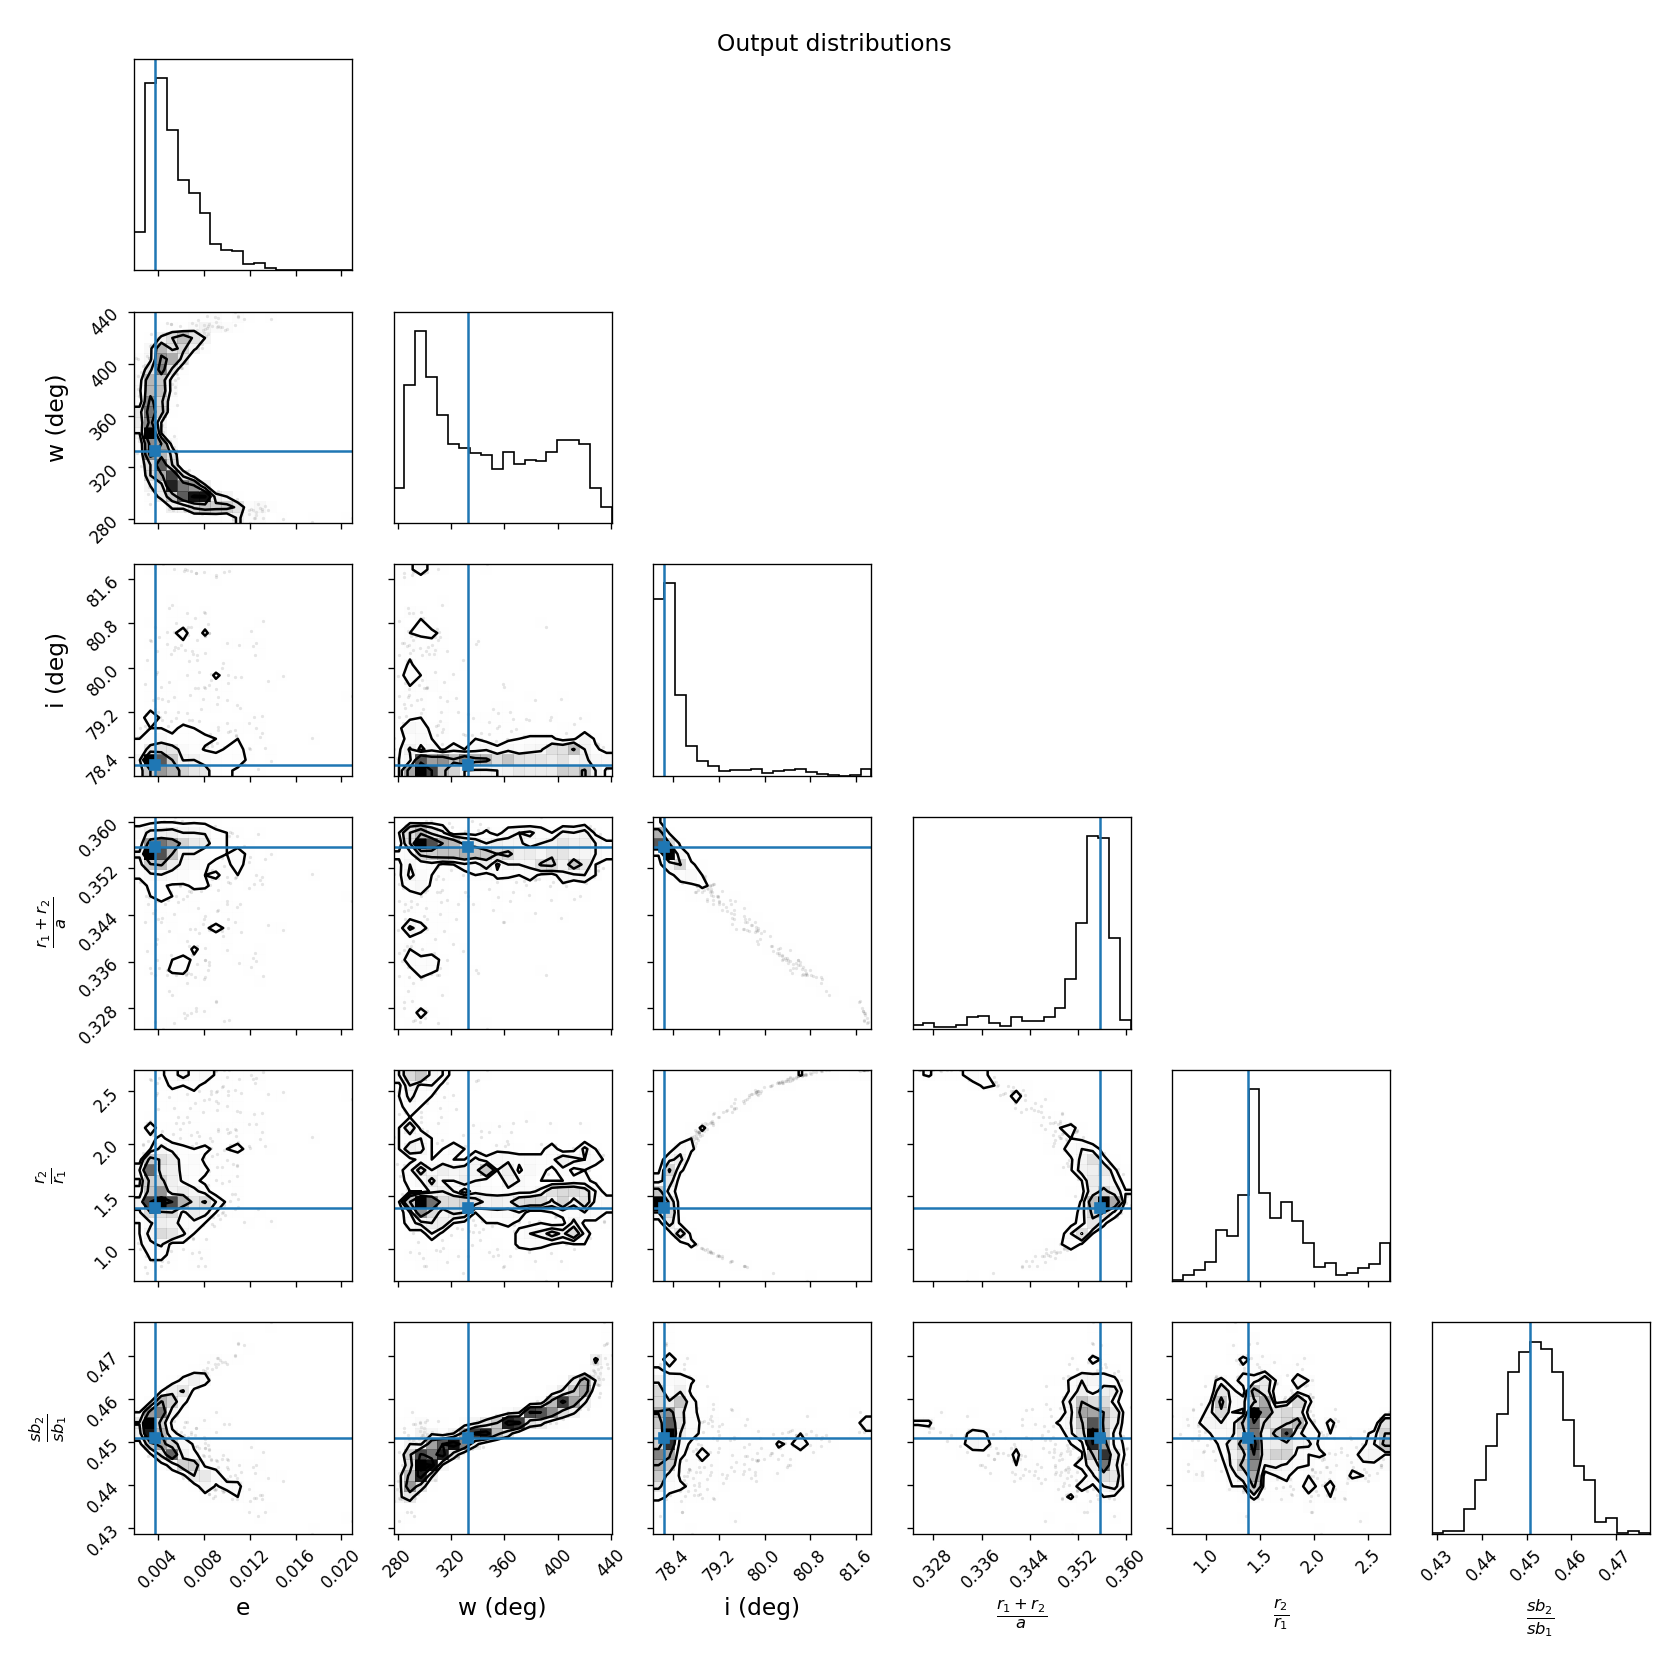 Output distributions
440
400
360
320
280
w (deg)
81.6
80.8
80.0
79.2
78.4
i (deg)
0.360
0.352
0.344
0.336
0.328
r₁ + r₂
a
2.5
2.0
1.5
1.0
r₂
r₁
0.47
0.46
0.45
0.44
0.43
sb₂
sb₁
0.004 0.008 0.012 0.016 0.020
e
280 320 360 400 440
w (deg)
78.4 79.2 80.0 80.8 81.6
i (deg)
0.328 0.336 0.344 0.352 0.360
r₁ + r₂
a
1.0 1.5 2.0 2.5
r₂
r₁
0.43 0.44 0.45 0.46 0.47
sb₂
sb₁